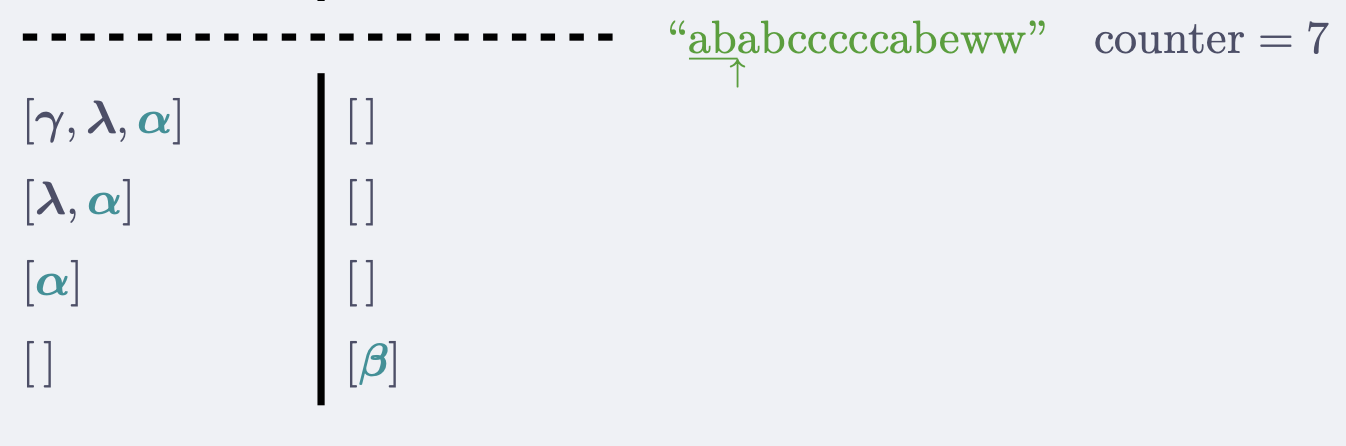 “ababcccccabeww” counter = 7
[γ, λ, α] [ ]
[λ, α] [ ]
[α] [ ]
[ ] [β]